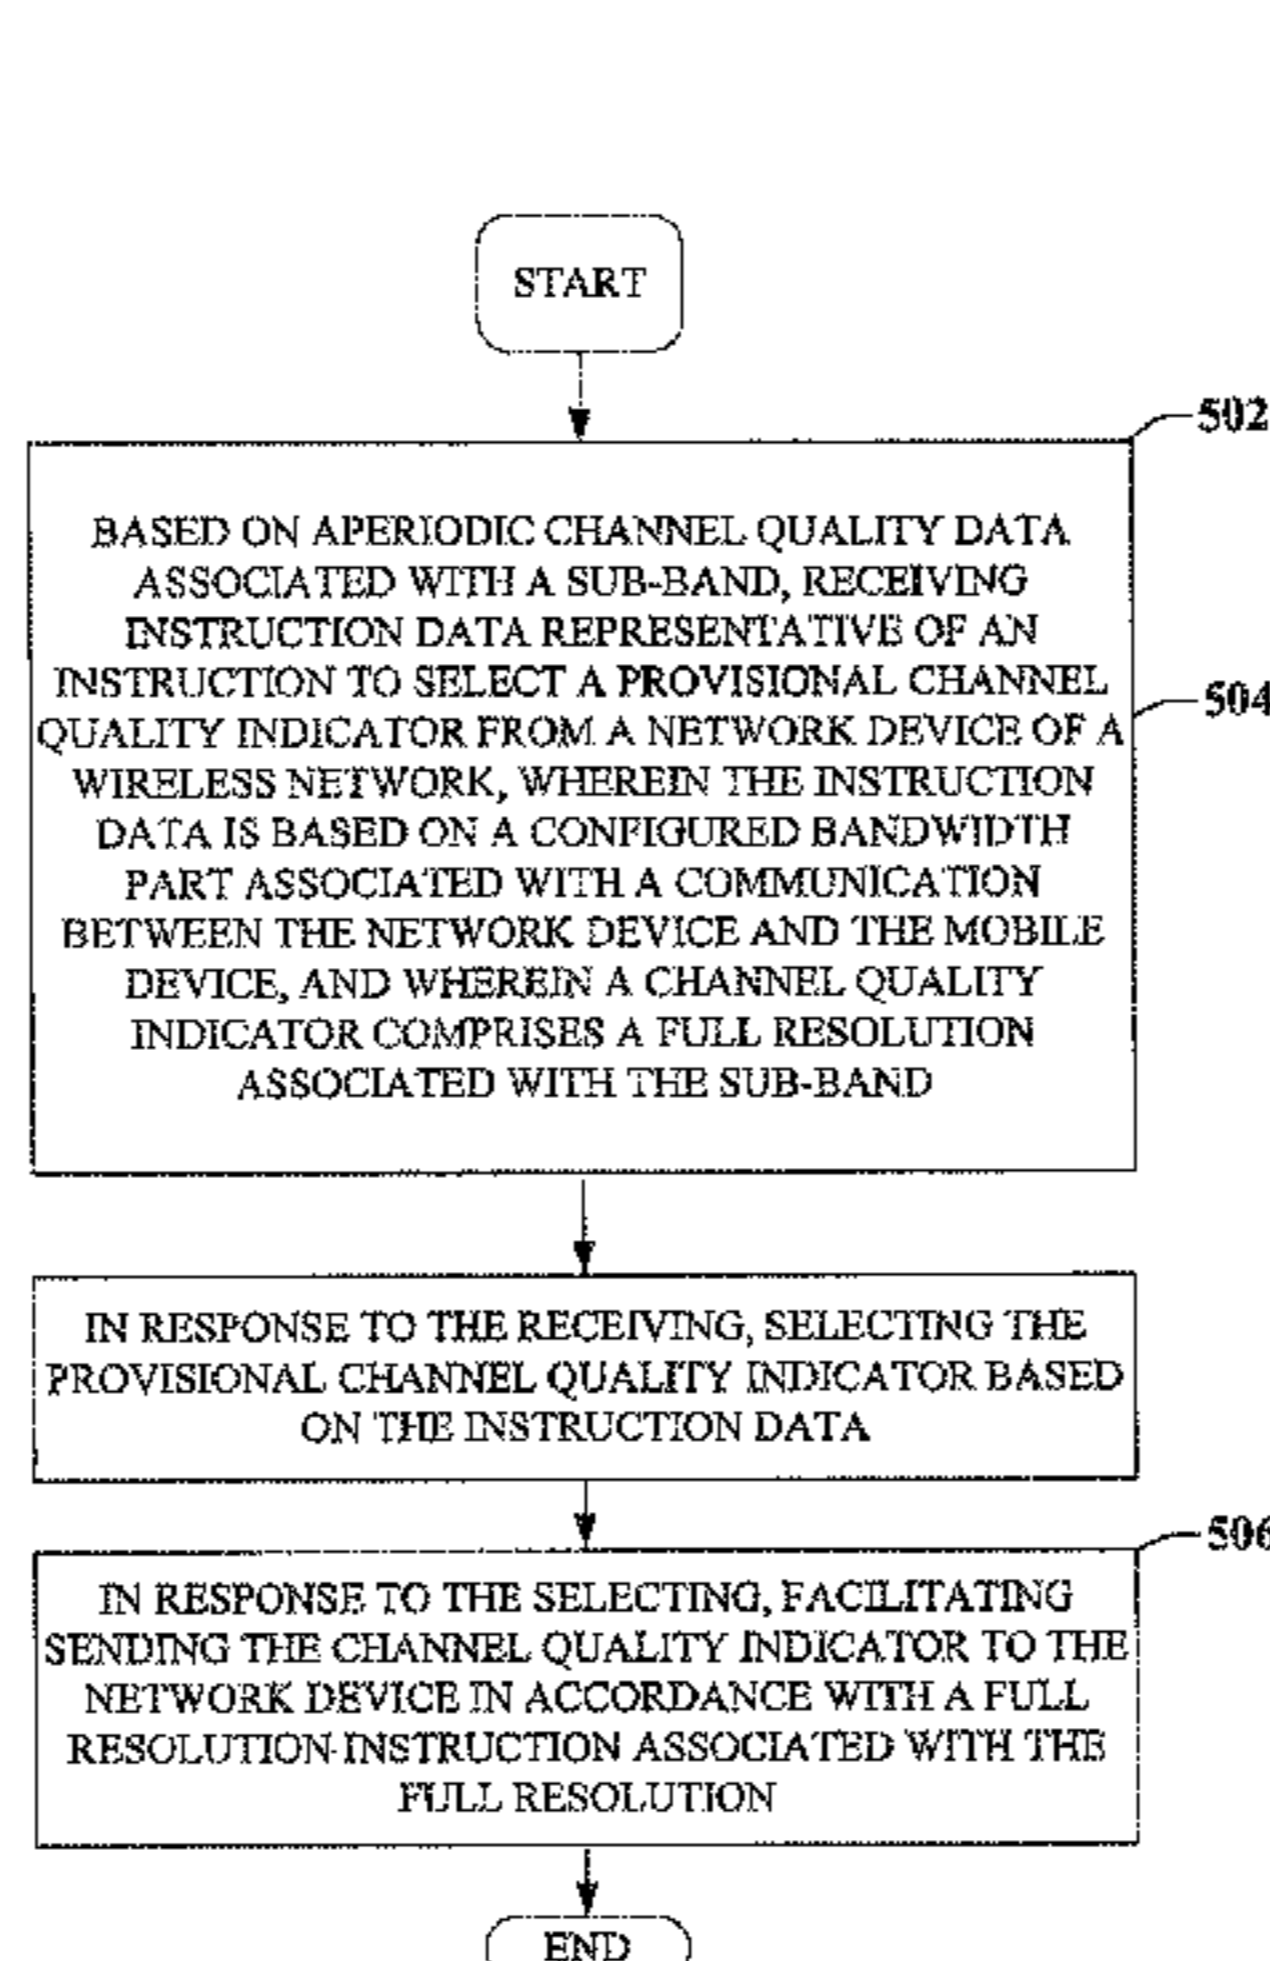 START
502
BASED ON APERIODIC CHANNEL QUALITY DATA
ASSOCIATED WITH A SUB-BAND, RECEIVING
INSTRUCTION DATA REPRESENTATIVE OF AN
INSTRUCTION TO SELECT A PROVISIONAL CHANNEL
504
QUALITY INDICATOR FROM A NETWORK DEVICE OF A
WIRELESS NETWORK, WHEREIN THE INSTRUCTION
DATA IS BASED ON A CONFIGURED BANDWIDTH
PART ASSOCIATED WITH A COMMUNICATION
BETWEEN THE NETWORK DEVICE AND THE MOBILE
DEVICE, AND WHEREIN A CHANNEL QUALITY
INDICATOR COMPRISES A FULL RESOLUTION
ASSOCIATED WITH THE SUB-BAND
IN RESPONSE TO THE RECEIVING, SELECTING THE
PROVISIONAL CHANNEL QUALITY INDICATOR BASED
ON THE INSTRUCTION DATA
506
IN RESPONSE TO THE SELECTING, FACILITATING
SENDING THE CHANNEL QUALITY INDICATOR TO THE
NETWORK DEVICE IN ACCORDANCE WITH A FULL
RESOLUTION INSTRUCTION ASSOCIATED WITH THE
FULL RESOLUTION
END